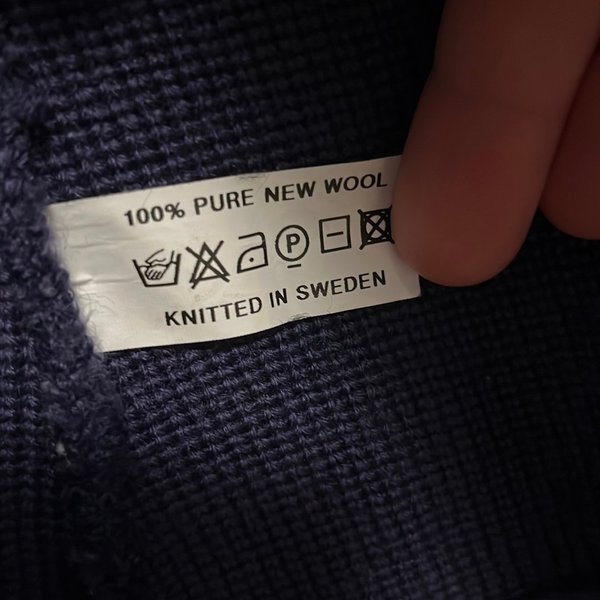 100% PURE NEW WOOL
P
KNITTED IN SWEDEN